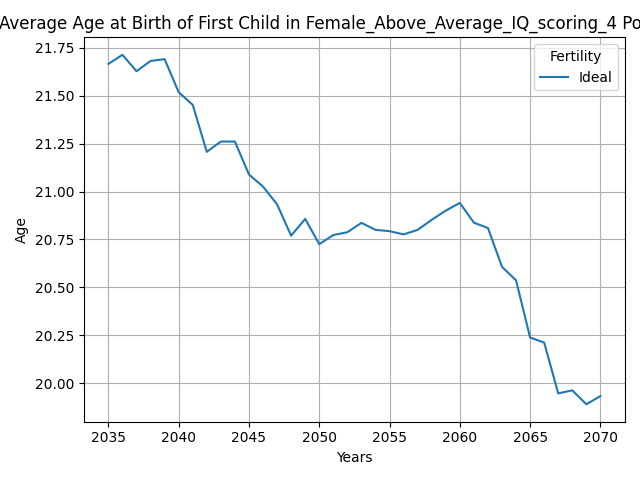 Average Age at Birth of First Child in Female_Above_Average_IQ_scoring_4 Po
Fertility
Ideal
21.75
21.50
21.25
21.00
20.75
20.50
20.25
20.00
Age
2035 2040 2045 2050 2055 2060 2065 2070
Years